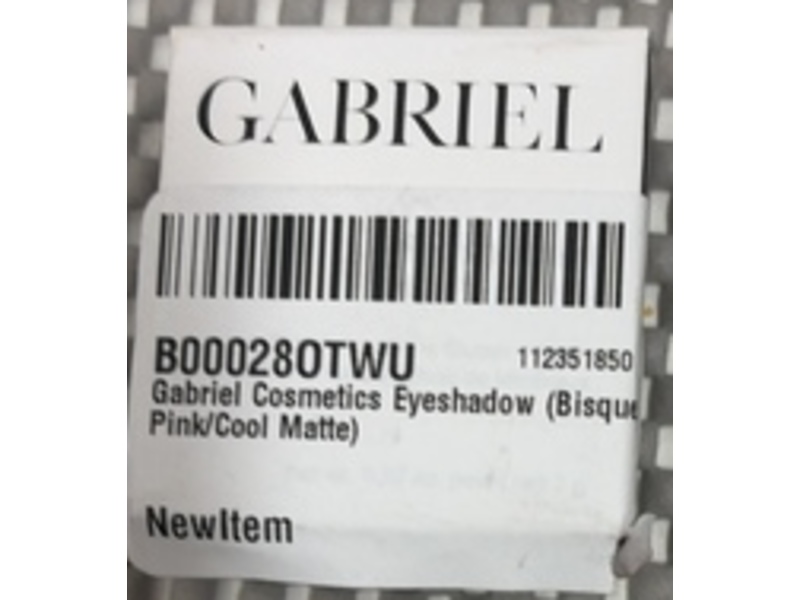 GABRIEL
B00028OTWU
112351850
Gabriel Cosmetics Eyeshadow (Bisque
Pink/Cool Matte)
NewItem